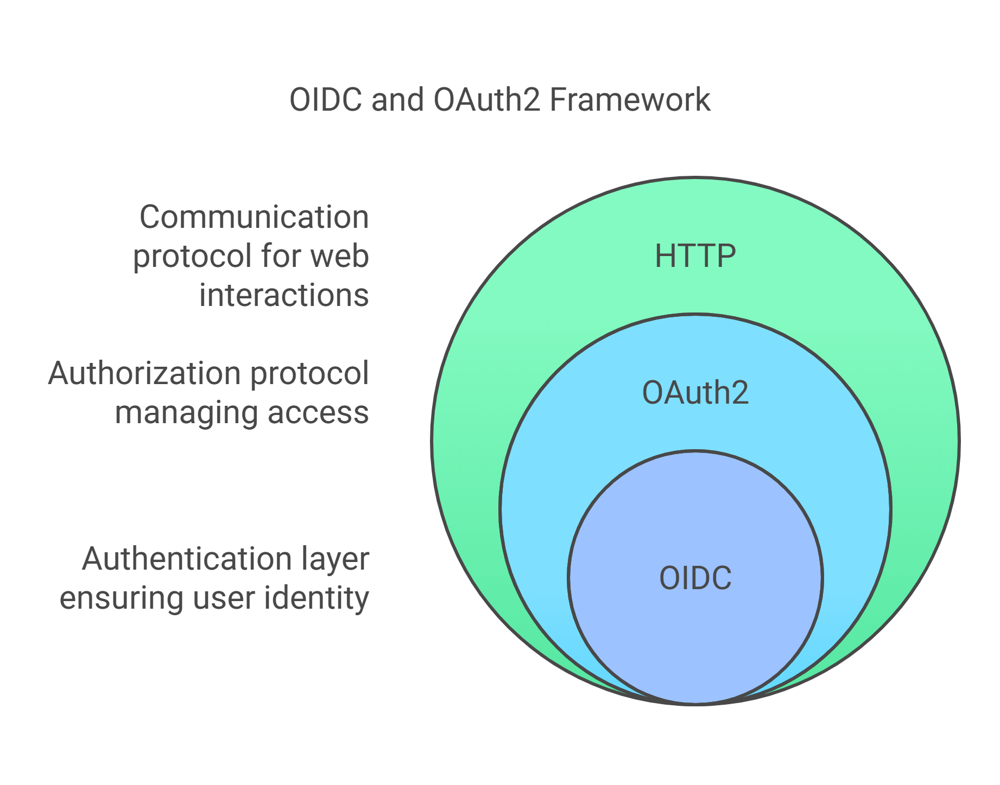 OIDC and OAuth2 Framework
Communication
protocol for web
interactions
HTTP
Authorization protocol
managing access
OAuth2
Authentication layer
ensuring user identity
OIDC